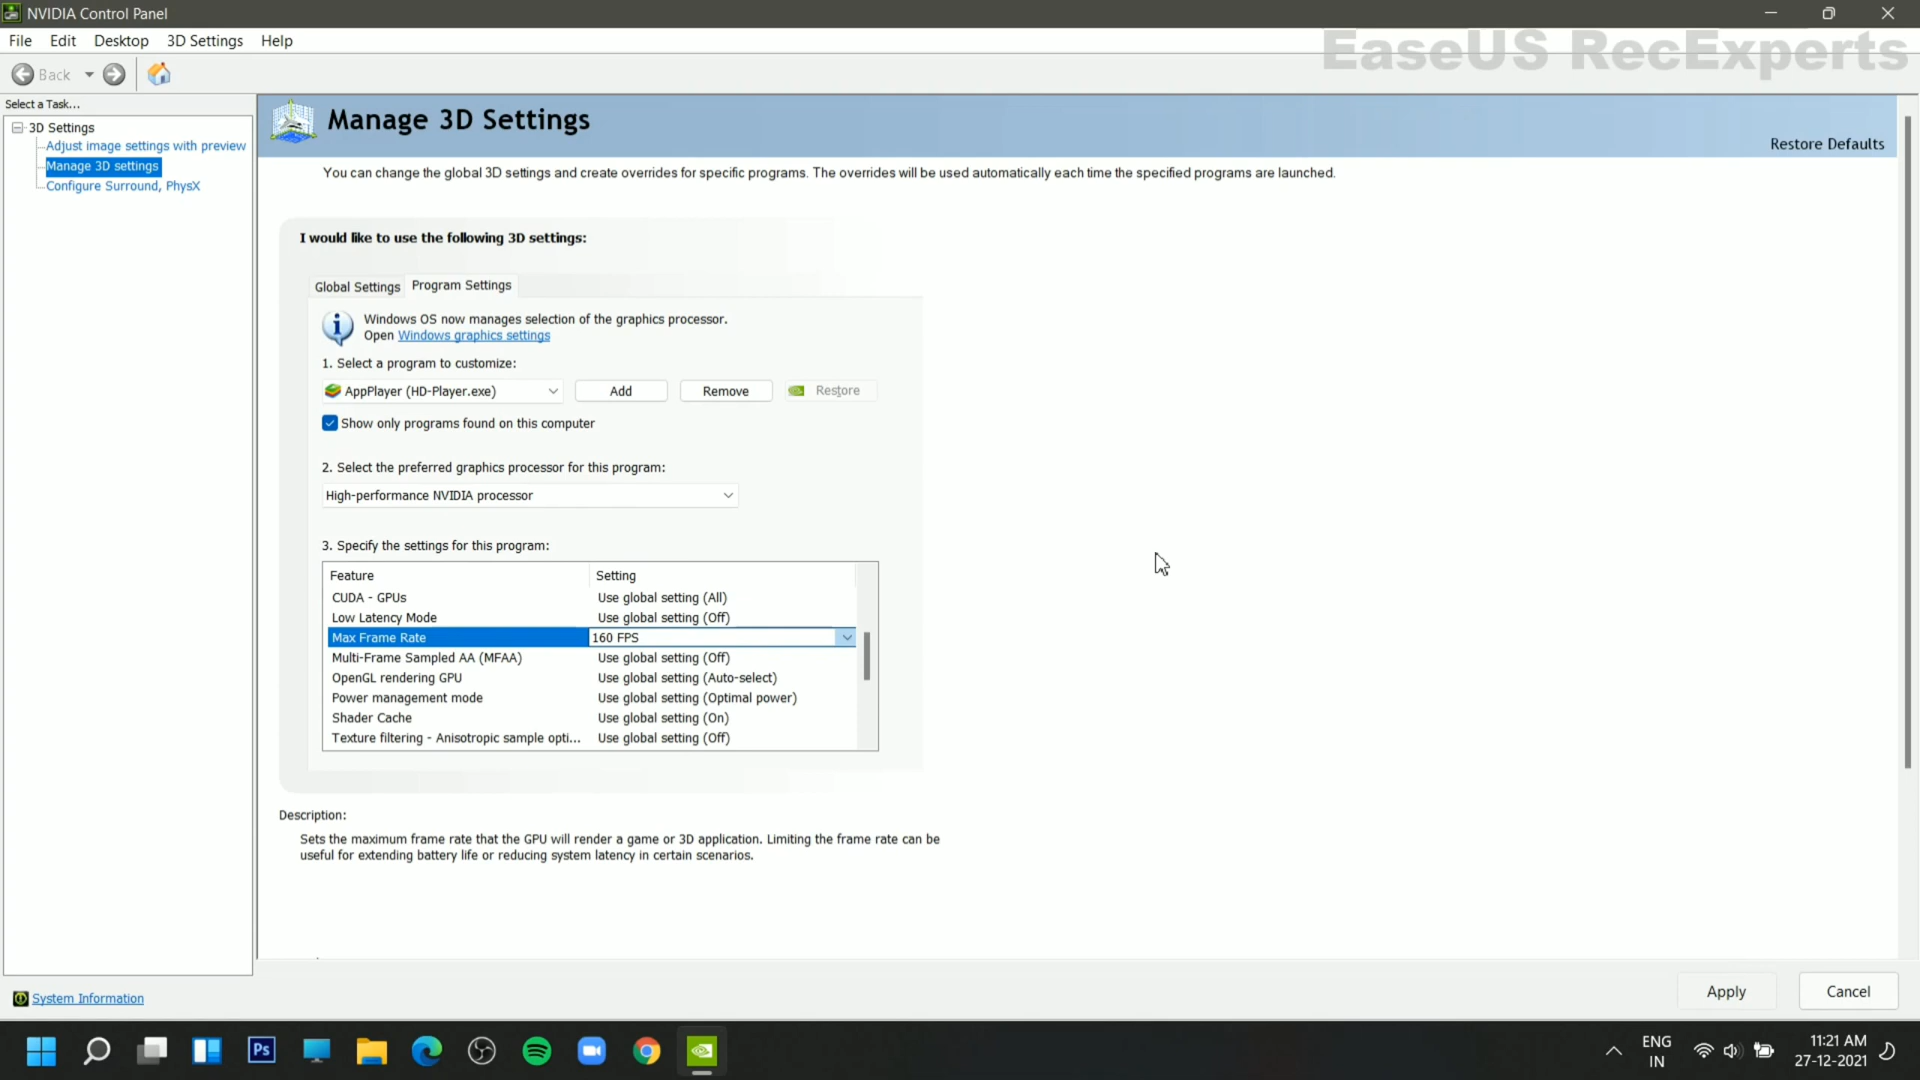 NVIDIA Control Panel
File Edit Desktop 3D Settings Help
EaseUS RecExperts
Back
Select a Task...
3D Settings
Adjust image settings with preview
Manage 3D settings
Configure Surround, PhysX
Manage 3D Settings
Restore Defaults
You can change the global 3D settings and create overrides for specific programs. The overrides will be used automatically each time the specified programs are launched.
I would like to use the following 3D settings:
Global Settings Program Settings
Windows OS now manages selection of the graphics processor.
Open Windows graphics settings
1. Select a program to customize:
AppPlayer (HD-Player.exe) Add Remove Restore
Show only programs found on this computer
2. Select the preferred graphics processor for this program:
High-performance NVIDIA processor
3. Specify the settings for this program:
Feature Setting
CUDA - GPUs Use global setting (All)
Low Latency Mode Use global setting (Off)
Max Frame Rate 160 FPS
Multi-Frame Sampled AA (MFAA) Use global setting (Off)
OpenGL rendering GPU Use global setting (Auto-select)
Power management mode Use global setting (Optimal power)
Shader Cache Use global setting (On)
Texture filtering - Anisotropic sample opti... Use global setting (Off)
Description:
Sets the maximum frame rate that the GPU will render a game or 3D application. Limiting the frame rate can be
useful for extending battery life or reducing system latency in certain scenarios.
System Information
Apply Cancel
Ps
ENG
IN
11:21 AM
27-12-2021